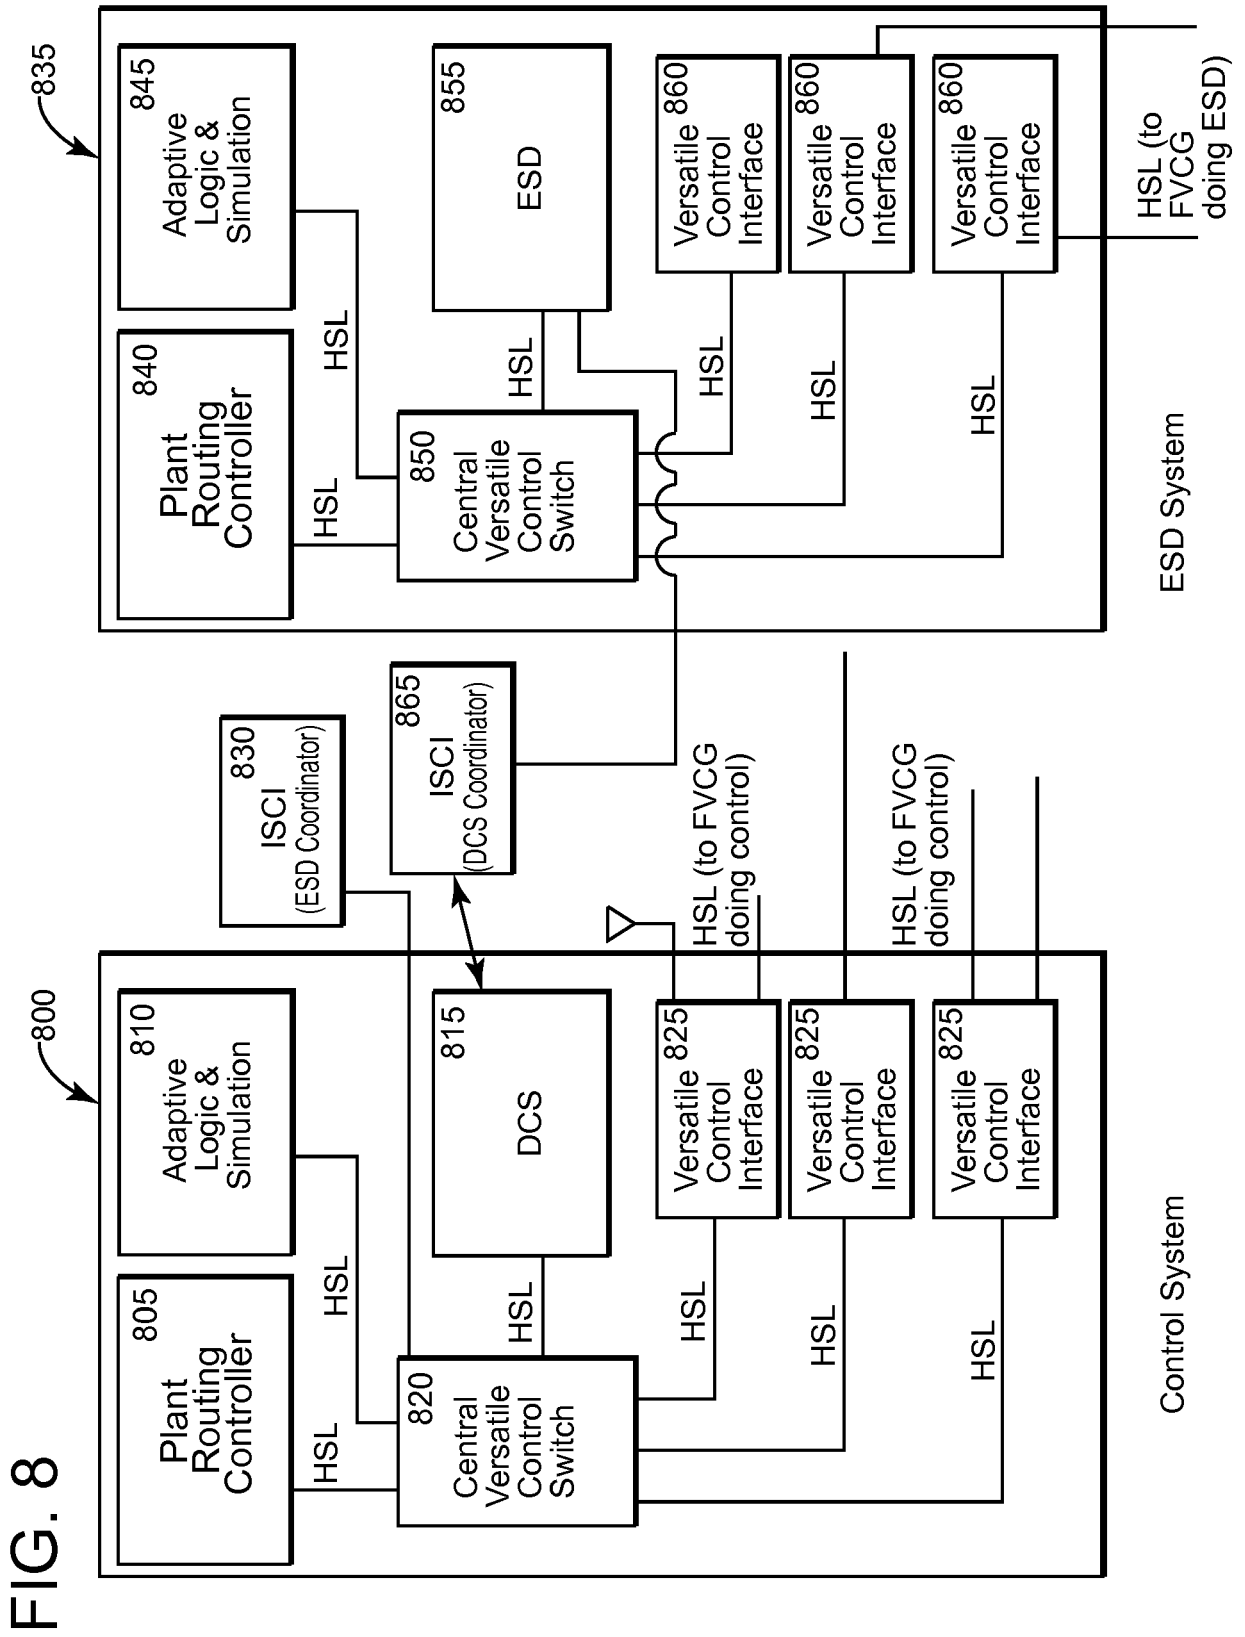 FIG. 8
800
805
Plant
Routing
Controller
810
Adaptive
Logic &
Simulation
HSL
HSL
820
Central
Versatile
Control
Switch
HSL
815
DCS
HSL
825
Versatile
Control
Interface
HSL
825
Versatile
Control
Interface
HSL
825
Versatile
Control
Interface
Control System
830
ISCI
(ESD Coordinator)
865
ISCI
(DCS Coordinator)
HSL (to FVCG
doing control)
HSL (to FVCG
doing control)
835
840
Plant
Routing
Controller
845
Adaptive
Logic &
Simulation
HSL
HSL
850
Central
Versatile
Control
Switch
HSL
855
ESD
HSL
860
Versatile
Control
Interface
HSL
860
Versatile
Control
Interface
HSL
860
Versatile
Control
Interface
ESD System
HSL (to
FVCG
doing ESD)